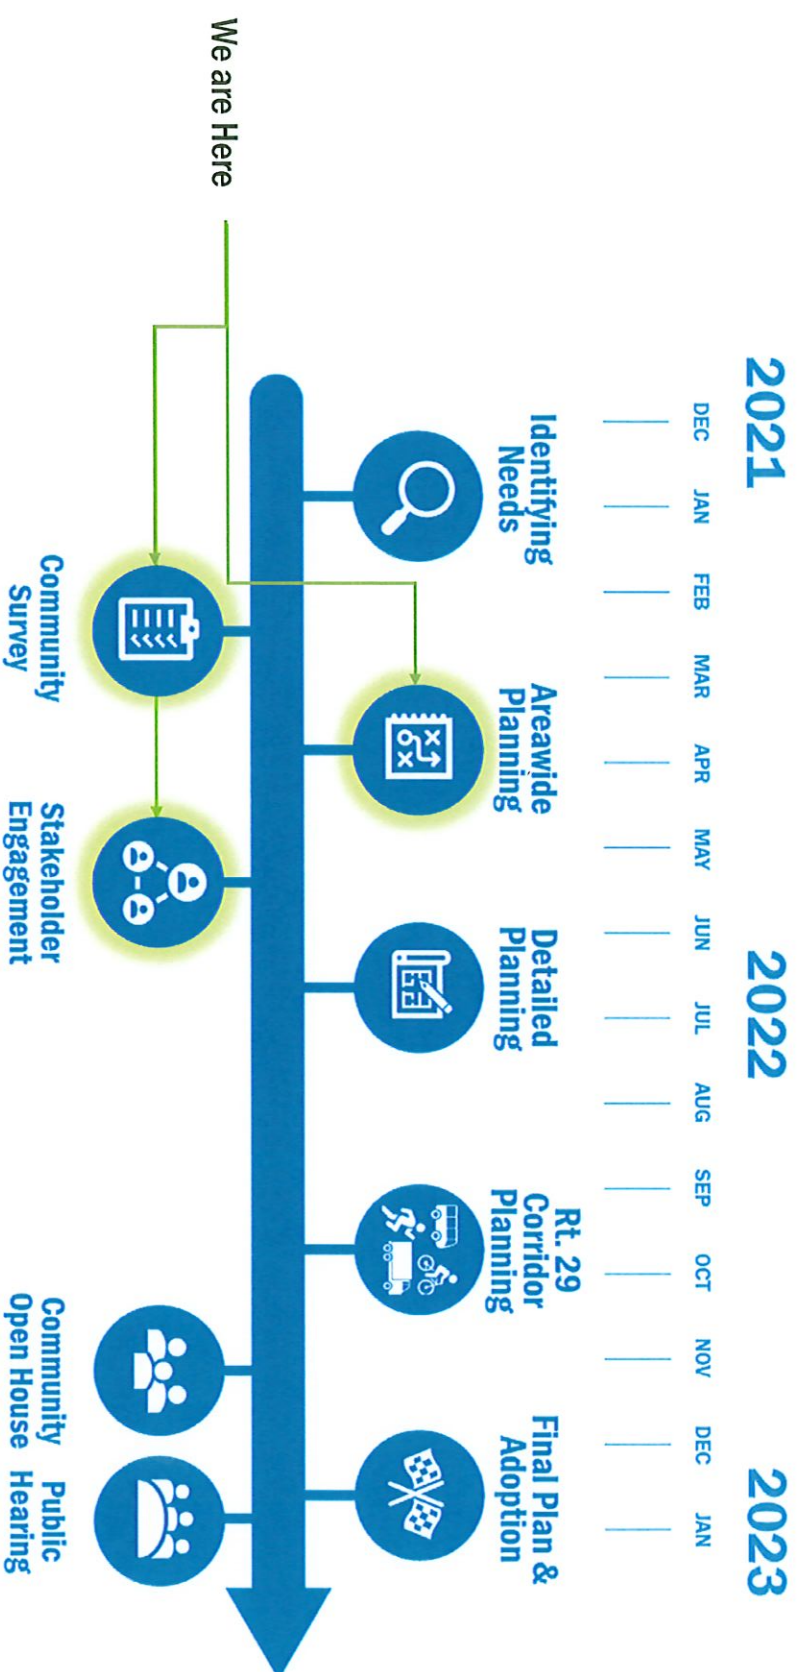 2021
2022
2023
DEC
JAN
FEB
MAR
APR
MAY
JUN
JUL
AUG
SEP
OCT
NOV
DEC
JAN
Identifying
Needs
Areawide
Planning
Detailed
Planning
Rt. 29
Corridor
Planning
Final Plan &
Adoption
We are Here
Community
Survey
Stakeholder
Engagement
Community
Open House
Public
Hearing